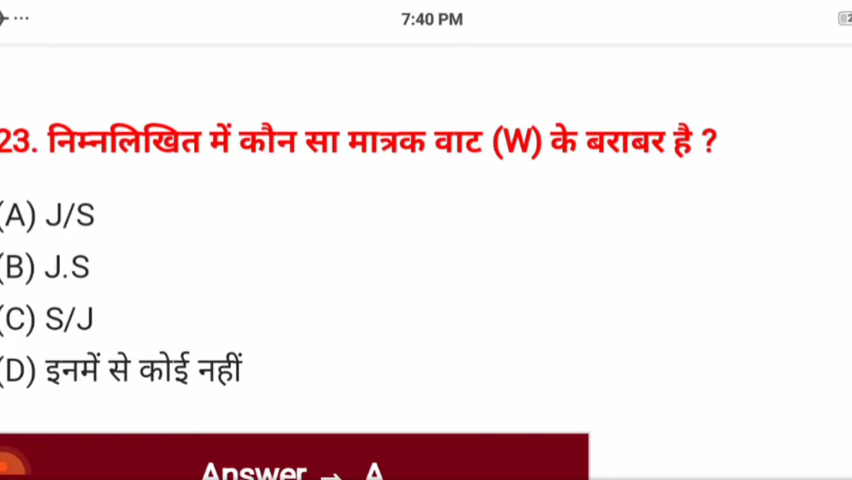 7:40 PM
23. निम्नलिखित में कौन सा मात्रक वाट (W) के बराबर है ?
(A) J/S
(B) J.S
(C) S/J
(D) इनमें से कोई नहीं
Answer → A